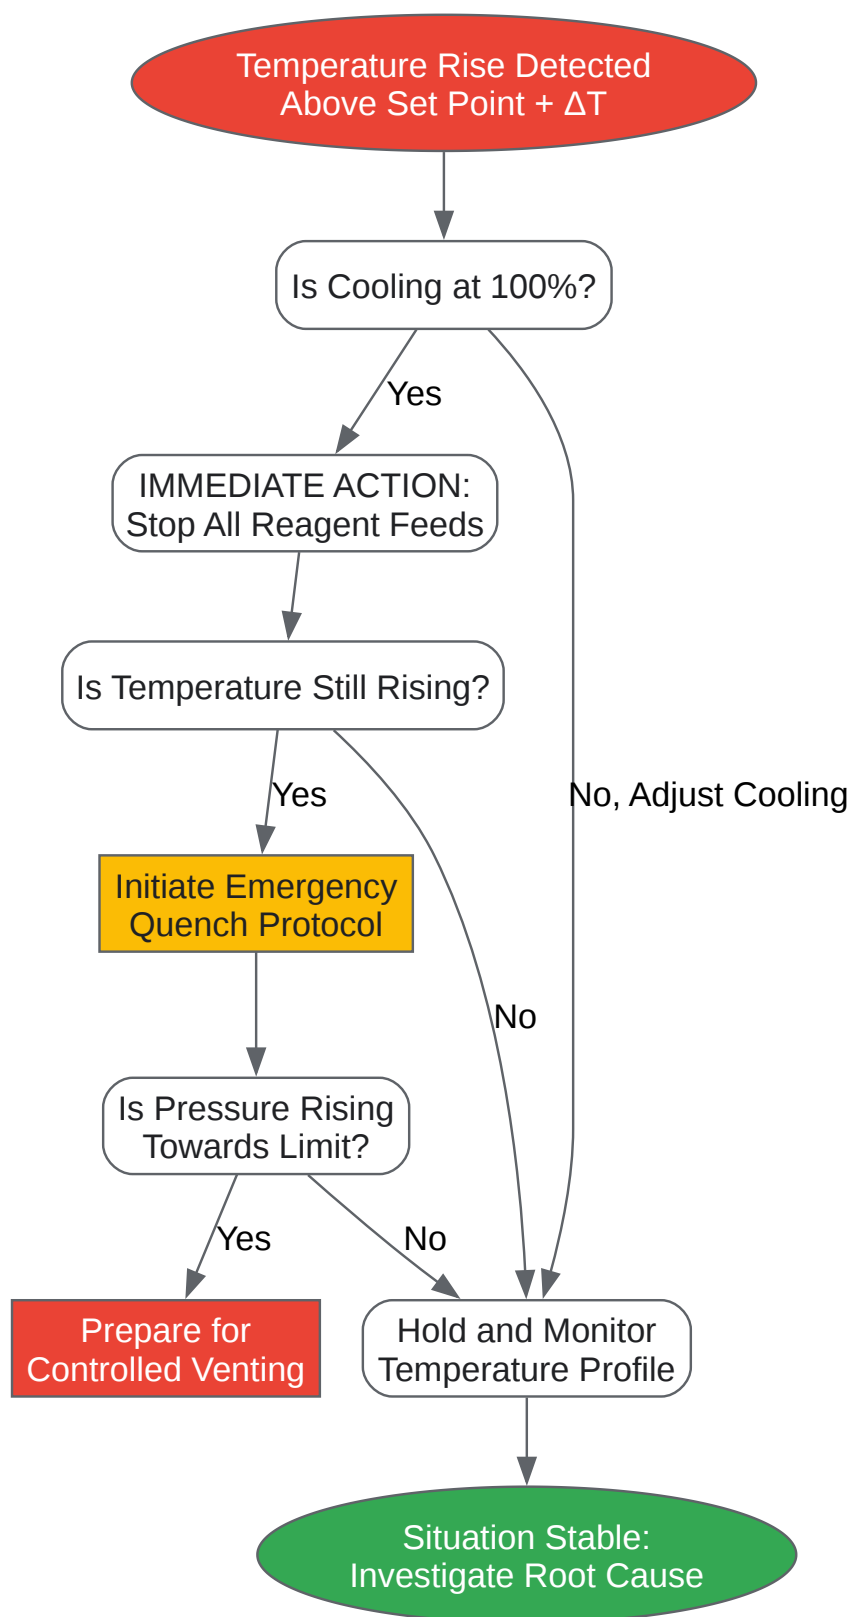 Temperature Rise Detected
Above Set Point + ΔT
Is Cooling at 100%?
Yes
IMMEDIATE ACTION:
Stop All Reagent Feeds
Is Temperature Still Rising?
Yes
No, Adjust Cooling
Initiate Emergency
Quench Protocol
No
Is Pressure Rising
Towards Limit?
Yes
No
Prepare for
Controlled Venting
Hold and Monitor
Temperature Profile
Situation Stable:
Investigate Root Cause